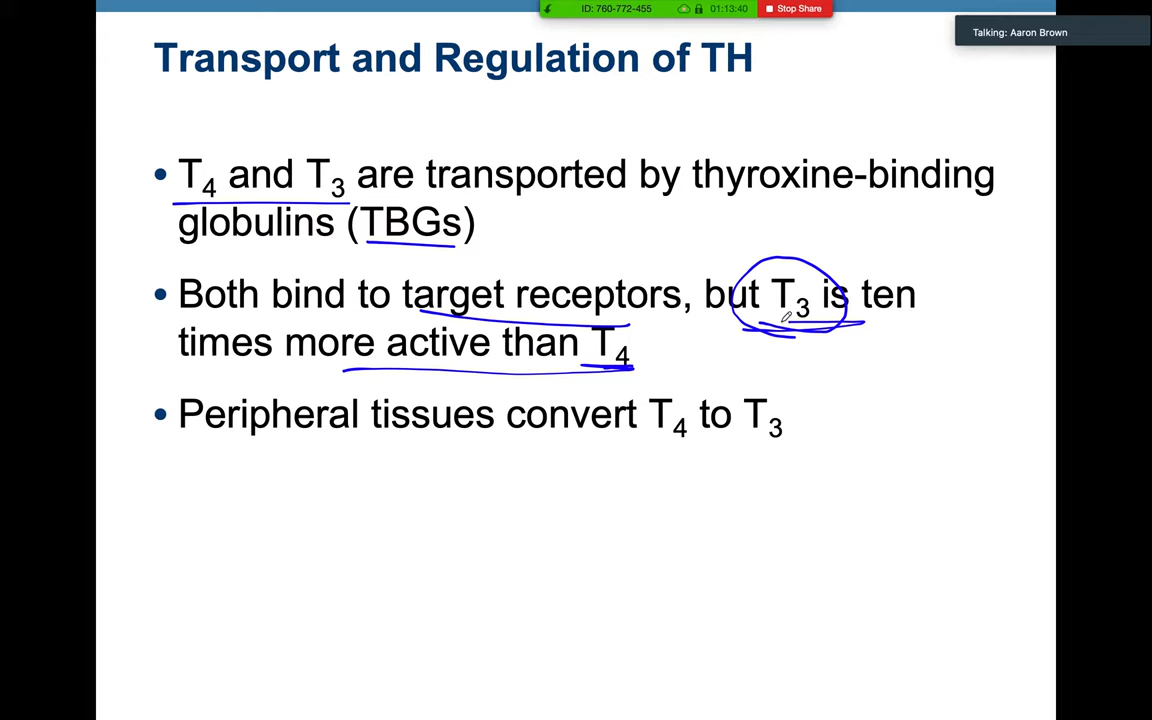 ID: 760-772-455 01:13:40 Stop Share
Talking: Aaron Brown
Transport and Regulation of TH
• T₄ and T₃ are transported by thyroxine-binding
globulins (TBGs)
• Both bind to target receptors, but T₃ is ten
times more active than T₄
• Peripheral tissues convert T₄ to T₃